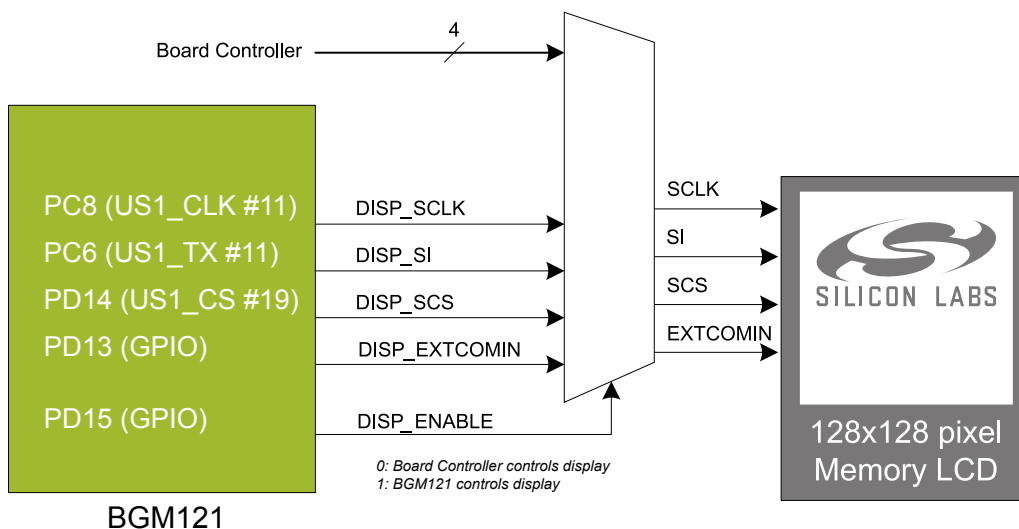 4
Board Controller
PC8 (US1_CLK #11)
DISP_SCLK
SCLK
PC6 (US1_TX #11)
DISP_SI
SI
PD14 (US1_CS #19)
DISP_SCS
SCS
PD13 (GPIO)
DISP_EXTCOMIN
EXTCOMIN
PD15 (GPIO)
DISP_ENABLE
0: Board Controller controls display
1: BGM121 controls display
SILICON LABS
128x128 pixel
Memory LCD
BGM121